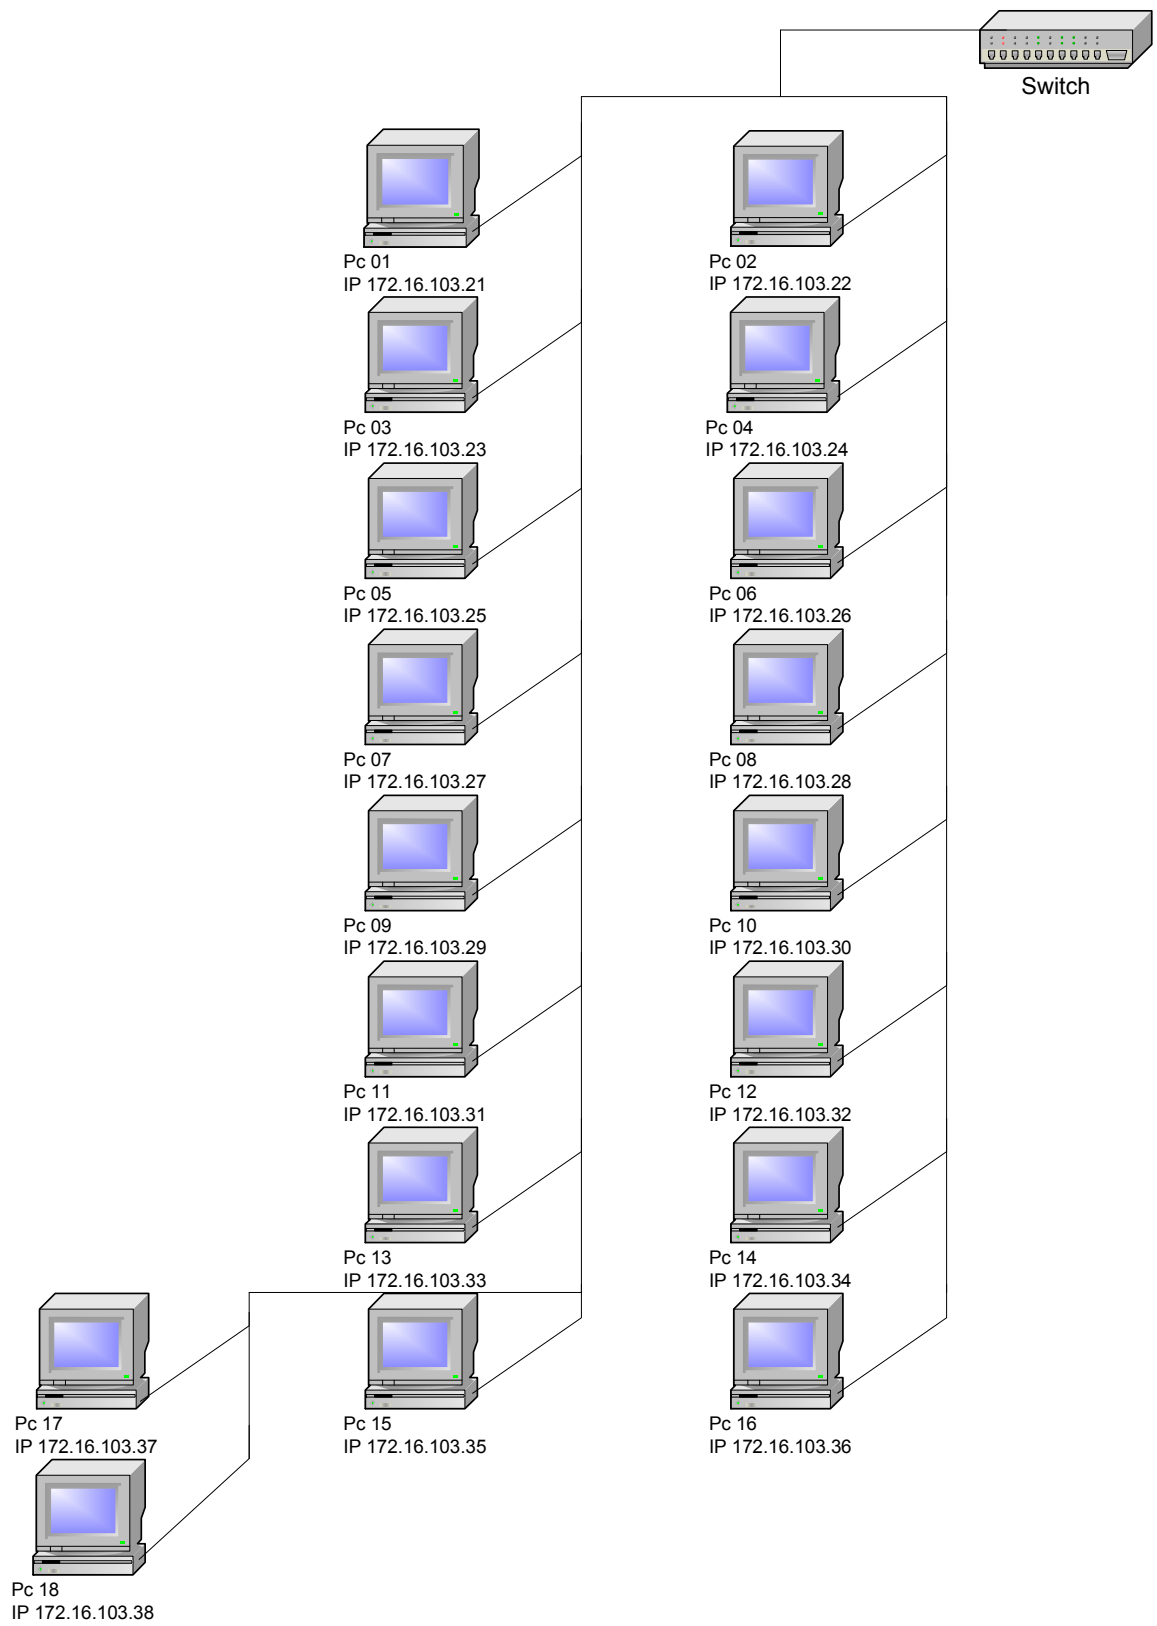 Switch
Pc 01
IP 172.16.103.21
Pc 02
IP 172.16.103.22
Pc 03
IP 172.16.103.23
Pc 04
IP 172.16.103.24
Pc 05
IP 172.16.103.25
Pc 06
IP 172.16.103.26
Pc 07
IP 172.16.103.27
Pc 08
IP 172.16.103.28
Pc 09
IP 172.16.103.29
Pc 10
IP 172.16.103.30
Pc 11
IP 172.16.103.31
Pc 12
IP 172.16.103.32
Pc 13
IP 172.16.103.33
Pc 14
IP 172.16.103.34
Pc 17
IP 172.16.103.37
Pc 15
IP 172.16.103.35
Pc 16
IP 172.16.103.36
Pc 18
IP 172.16.103.38